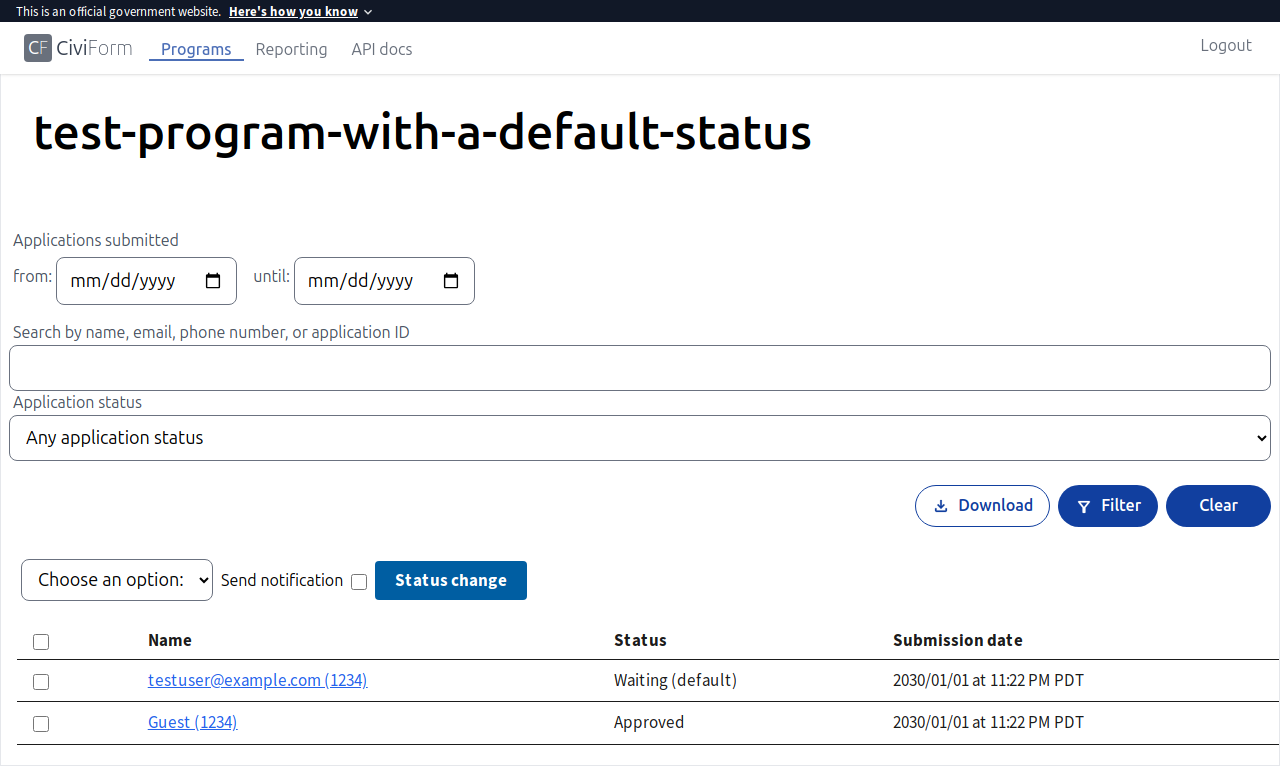 This is an official government website. Here's how you know
CF CiviForm Programs Reporting API docs Logout
test-program-with-a-default-status
Applications submitted
from: mm/dd/yyyy until: mm/dd/yyyy
Search by name, email, phone number, or application ID
Application status
Any application status
Download Filter Clear
Choose an option: Send notification Status change
Name Status Submission date
testuser@example.com (1234) Waiting (default) 2030/01/01 at 11:22 PM PDT
Guest (1234) Approved 2030/01/01 at 11:22 PM PDT